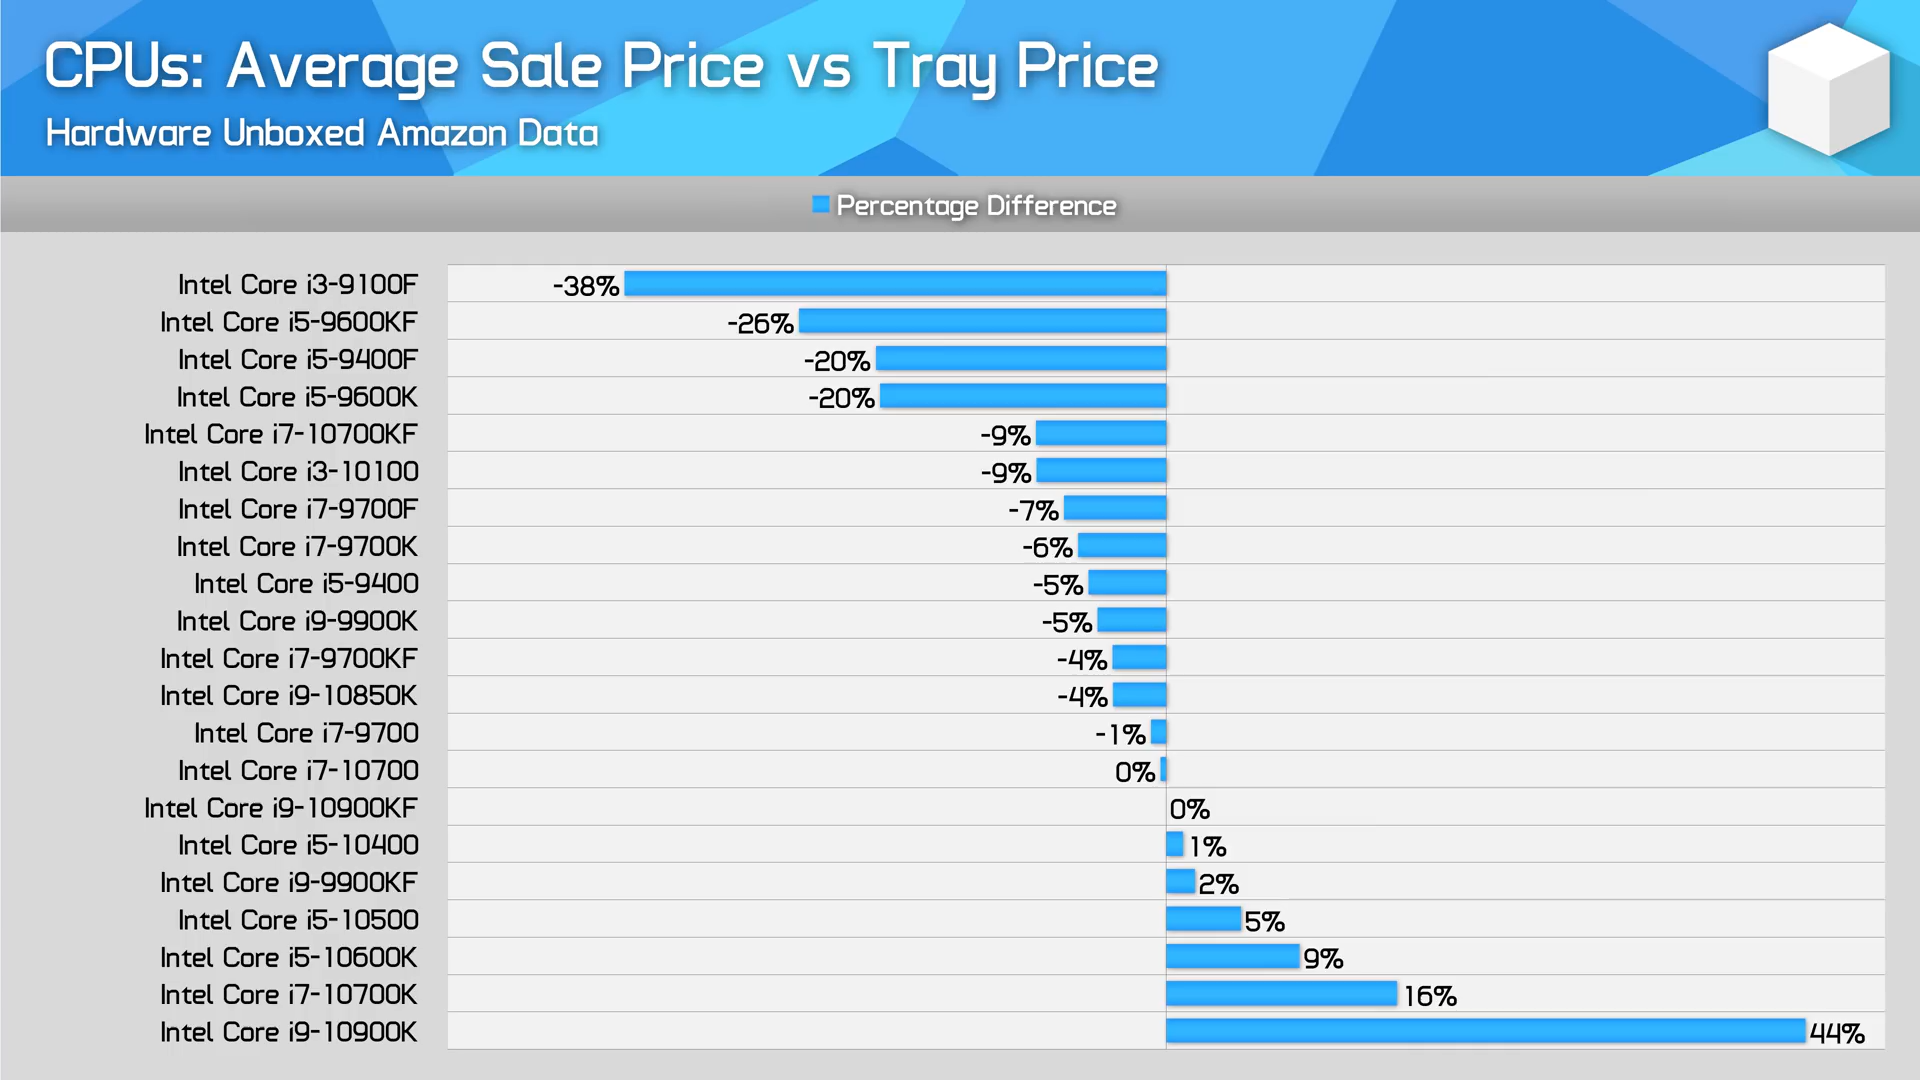 CPUs: Average Sale Price vs Tray Price
Hardware Unboxed Amazon Data
Percentage Difference
Intel Core i3-9100F -38%
Intel Core i5-9600KF -26%
Intel Core i5-9400F -20%
Intel Core i5-9600K -20%
Intel Core i7-10700KF -9%
Intel Core i3-10100 -9%
Intel Core i7-9700F -7%
Intel Core i7-9700K -6%
Intel Core i5-9400 -5%
Intel Core i9-9900K -5%
Intel Core i7-9700KF -4%
Intel Core i9-10850K -4%
Intel Core i7-9700 -1%
Intel Core i7-10700 0%
Intel Core i9-10900KF 0%
Intel Core i5-10400 1%
Intel Core i9-9900KF 2%
Intel Core i5-10500 5%
Intel Core i5-10600K 9%
Intel Core i7-10700K 16%
Intel Core i9-10900K 44%